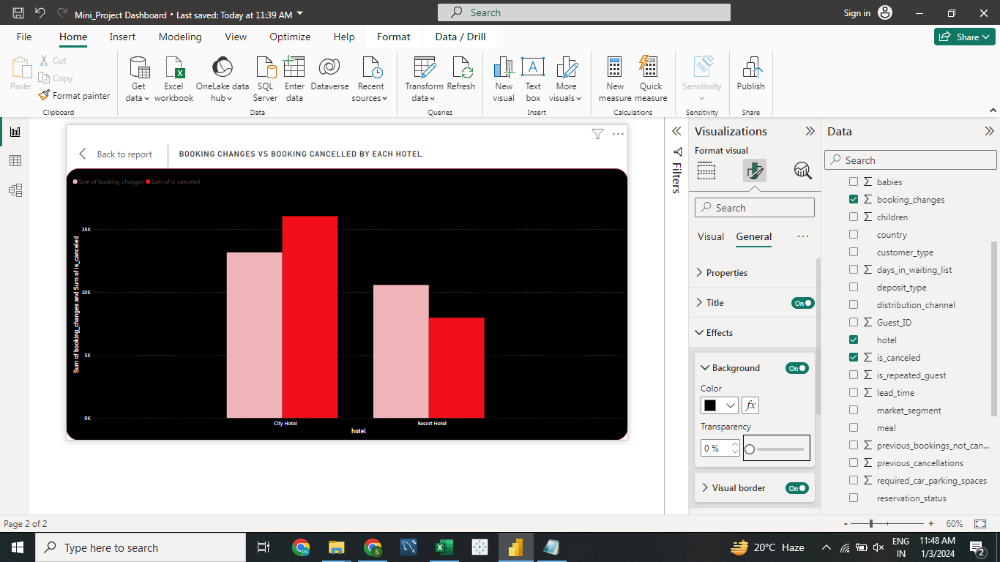 Mini_Project Dashboard • Last saved: Today at 11:39 AM
Search
Sign in
File Home Insert Modeling View Optimize Help Format Data / Drill
Share
Paste
Cut
Copy
Format painter
Clipboard
Get data
Excel workbook
OneLake data hub
SQL Server
Enter data
Dataverse
Recent sources
Data
Transform data
Refresh
Queries
New visual
Text box
More visuals
Insert
New measure
Quick measure
Calculations
Sensitivity
Sensitivity
Publish
Share
Back to report
BOOKING CHANGES VS BOOKING CANCELLED BY EACH HOTEL.
Sum of booking_changes Sum of is_canceled
Sum of booking_changes and Sum of is_canceled
15K
10K
5K
0K
City Hotel Resort Hotel
hotel
Filters
Visualizations
Format visual
Search
Visual General
Properties
Title On
Effects
Background On
Color
fx
Transparency
0 %
Visual border On
Data
Search
babies
booking_changes
children
country
customer_type
days_in_waiting_list
deposit_type
distribution_channel
Guest_ID
hotel
is_canceled
is_repeated_guest
lead_time
market_segment
meal
previous_bookings_not_can...
previous_cancellations
required_car_parking_spaces
reservation_status
Page 2 of 2
- + 60%
Type here to search
20°C Haze
ENG
IN
11:48 AM
1/3/2024
2